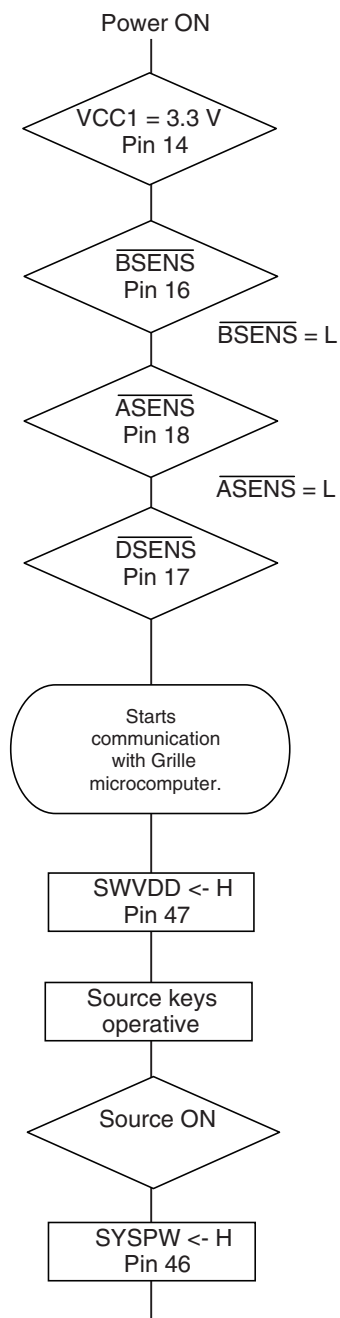 Power ON
VCC1 = 3.3 V
Pin 14
BSENS
Pin 16
BSENS = L
ASENS
Pin 18
ASENS = L
DSENS
Pin 17
Starts
communication
with Grille
microcomputer.
SWVDD <- H
Pin 47
Source keys
operative
Source ON
SYSPW <- H
Pin 46